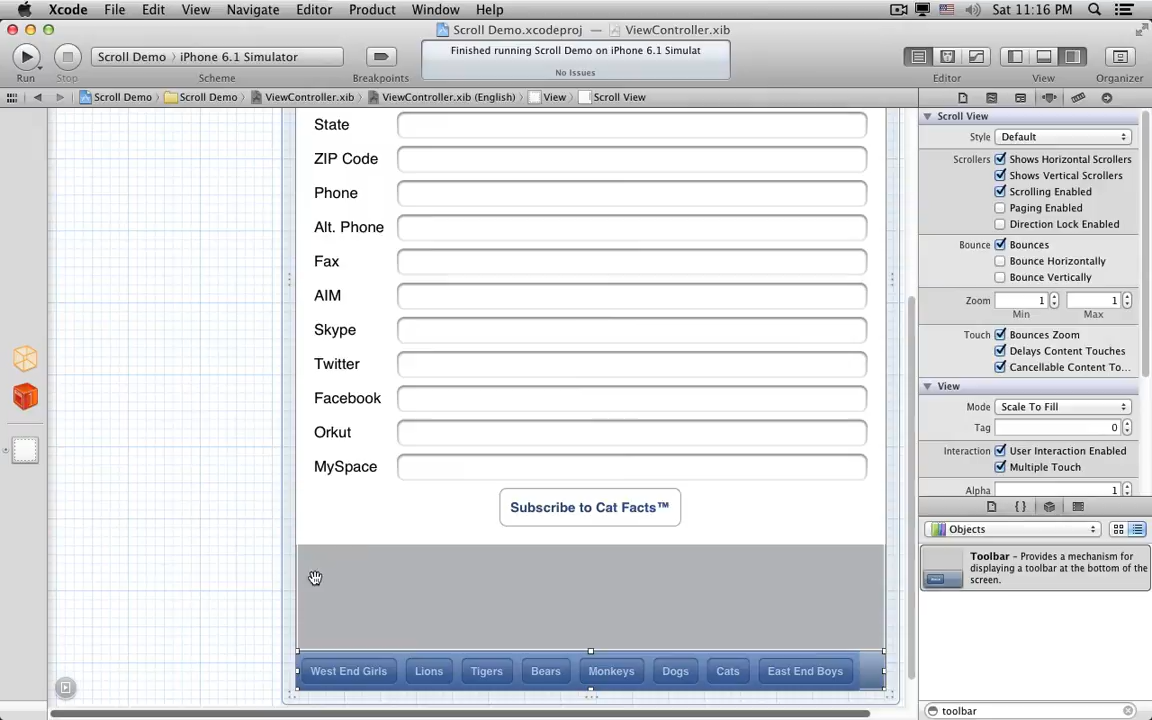 Xcode File Edit View Navigate Editor Product Window Help Sat 11:16 PM
Scroll Demo.xcodeproj — ViewController.xib
Run Stop
Scroll Demo › iPhone 6.1 Simulator
Scheme
Breakpoints
Finished running Scroll Demo on iPhone 6.1 Simulat
No Issues
Editor View Organizer
Scroll Demo Scroll Demo ViewController.xib ViewController.xib (English) View Scroll View
State
ZIP Code
Phone
Alt. Phone
Fax
AIM
Skype
Twitter
Facebook
Orkut
MySpace
Subscribe to Cat Facts™
West End Girls Lions Tigers Bears Monkeys Dogs Cats East End Boys
Scroll View
Style Default
Scrollers Shows Horizontal Scrollers
Shows Vertical Scrollers
Scrolling Enabled
Paging Enabled
Direction Lock Enabled
Bounce Bounces
Bounce Horizontally
Bounce Vertically
Zoom 1 1
Min Max
Touch Bounces Zoom
Delays Content Touches
Cancellable Content To...
View
Mode Scale To Fill
Tag 0
Interaction User Interaction Enabled
Multiple Touch
Alpha 1
Objects
Toolbar – Provides a mechanism for
displaying a toolbar at the bottom of the
screen.
toolbar